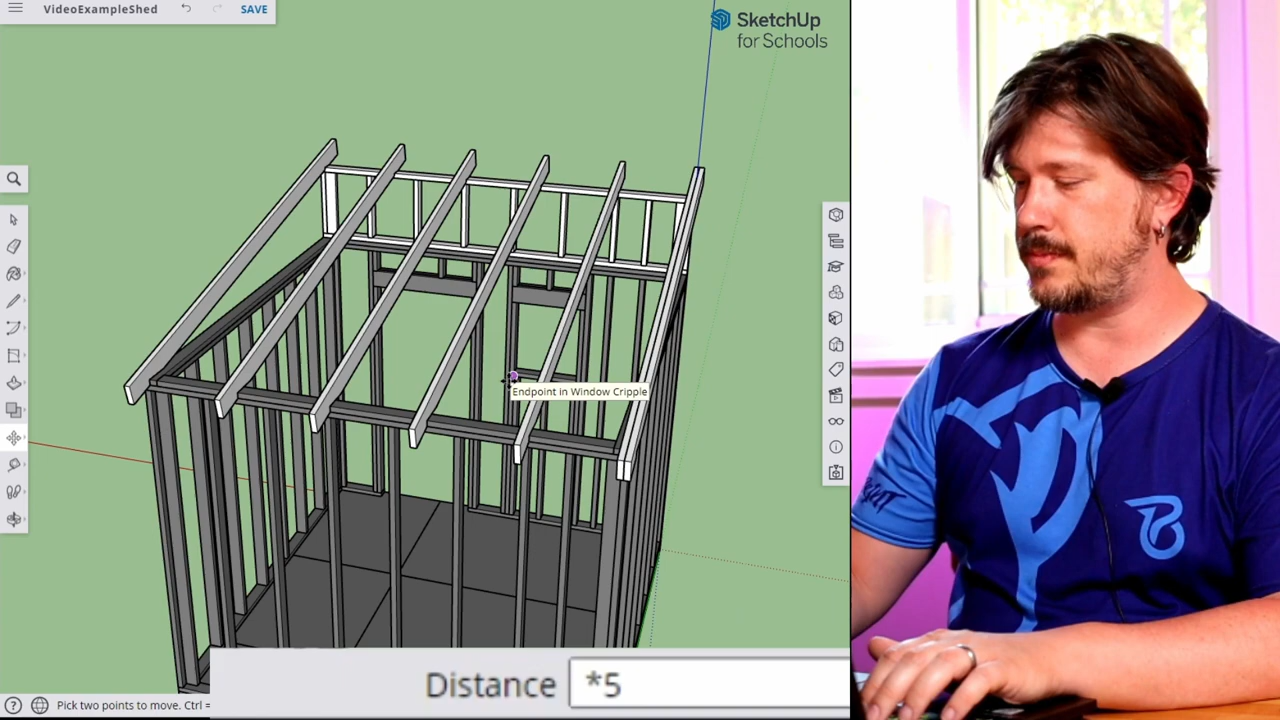 VideoExampleShed
SAVE
SketchUp
for Schools
Endpoint in Window Cripple
Distance
*5
Pick two points to move. Ctrl =